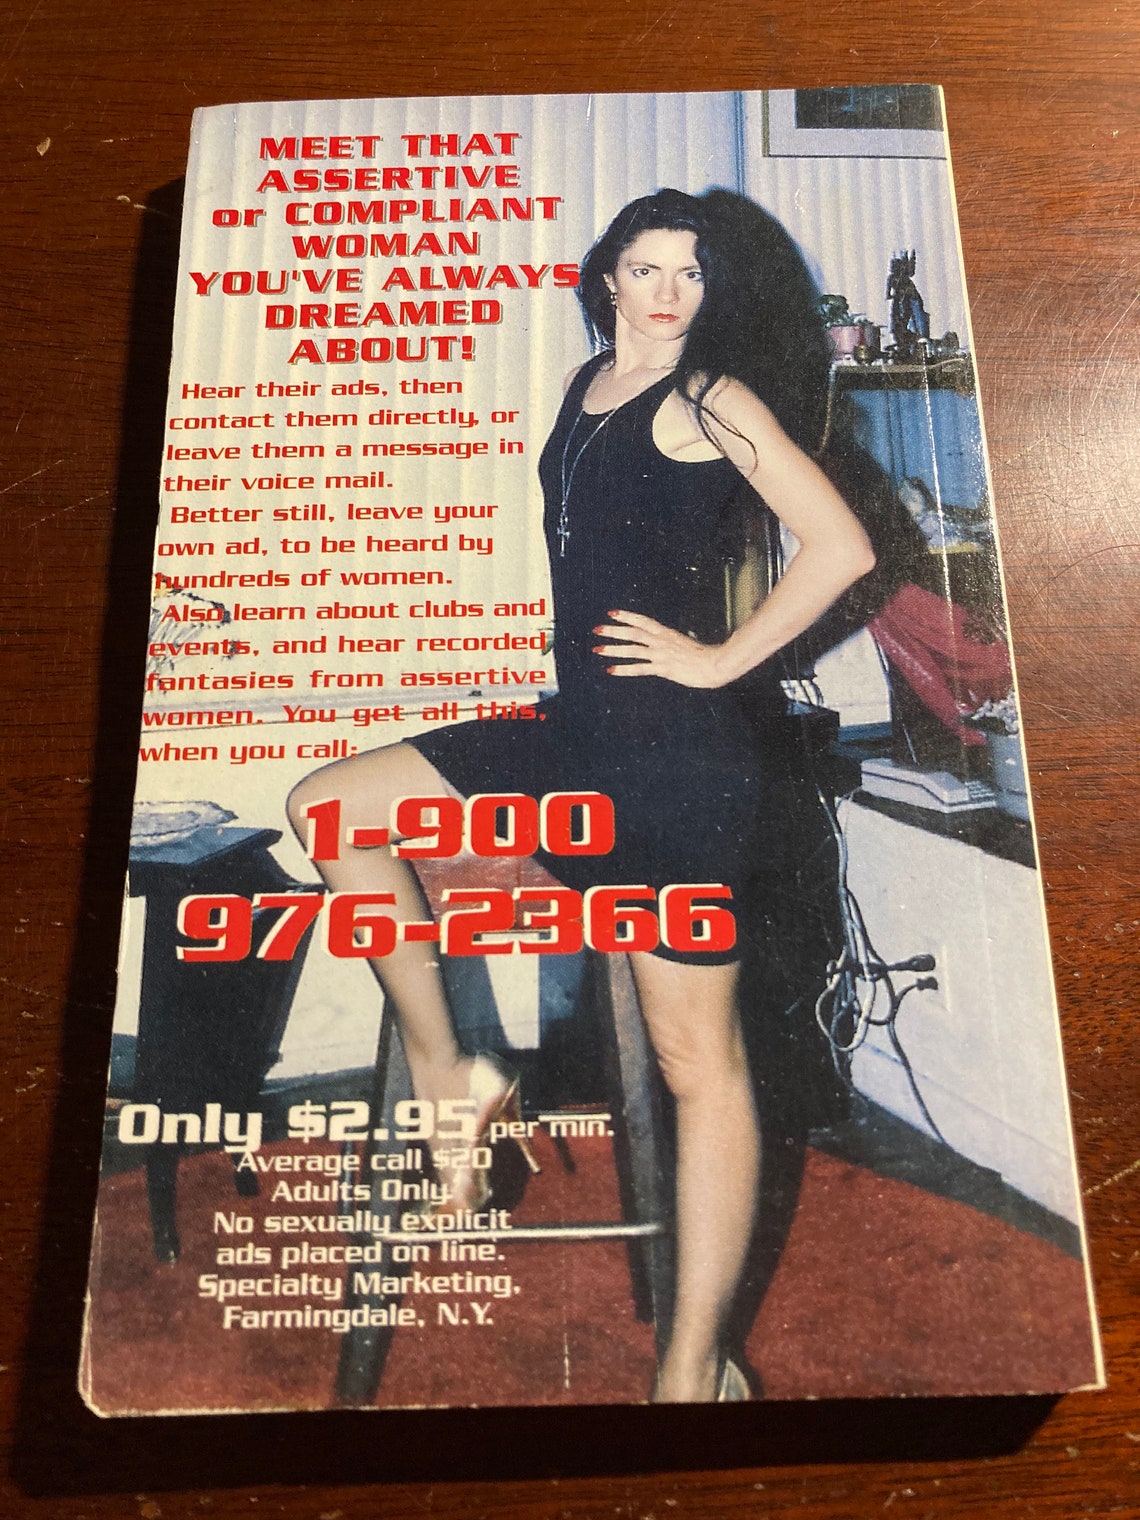 MEET THAT
ASSERTIVE
or COMPLIANT
WOMAN
YOU'VE ALWAYS
DREAMED
ABOUT!
Hear their ads, then
contact them directly, or
leave them a message in
their voice mail.
Better still, leave your
own ad, to be heard by
hundreds of women.
Also learn about clubs and
events, and hear recorded
fantasies from assertive
women. You get all this,
when you call:
1-900
976-2366
Only $2.95 per min.
Average call $20
Adults Only
No sexually explicit
ads placed on line.
Specialty Marketing,
Farmingdale, N.Y.